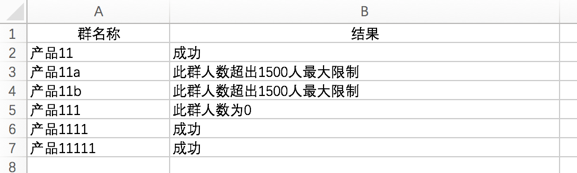 A B
1 群名称 结果
2 产品11 成功
3 产品11a 此群人数超出1500人最大限制
4 产品11b 此群人数超出1500人最大限制
5 产品111 此群人数为0
6 产品1111 成功
7 产品11111 成功
8